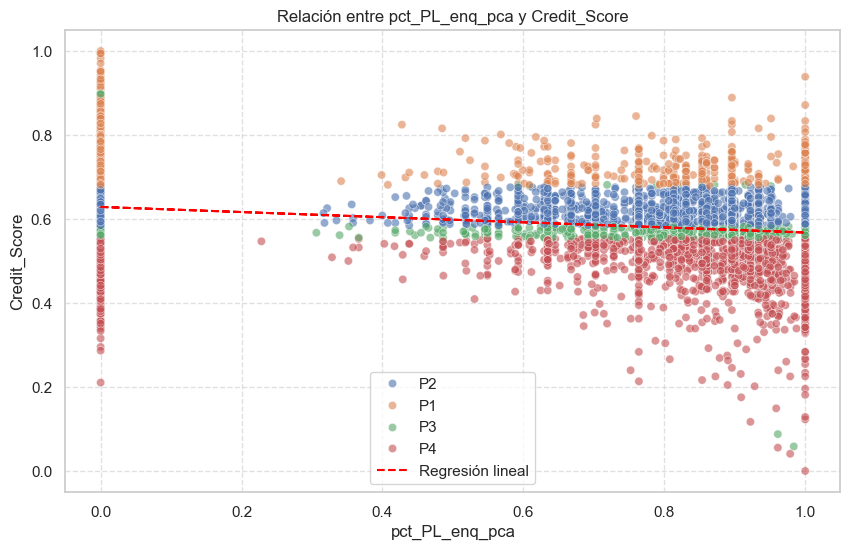 Relación entre pct_PL_enq_pca y Credit_Score
Credit_Score
1.0
0.8
0.6
0.4
0.2
0.0
P2
P1
P3
P4
Regresión lineal
0.0 0.2 0.4 0.6 0.8 1.0
pct_PL_enq_pca